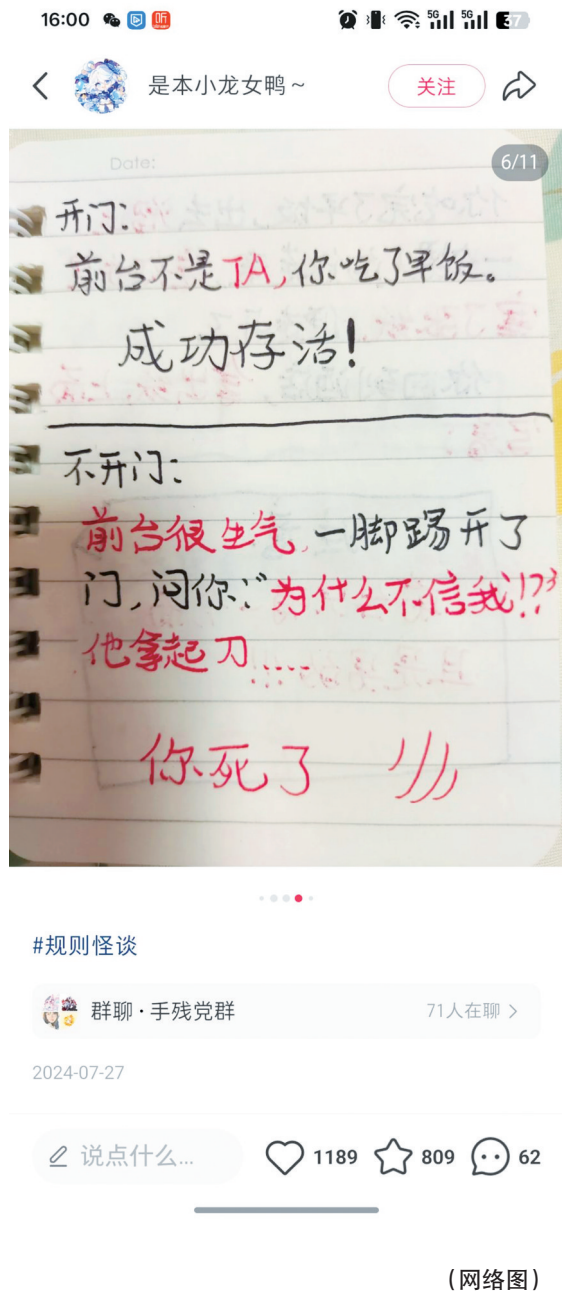 16:00
听
5G
5G
37
是本小龙女鸭~
关注
Date:
6/11
开门:
前台不是TA,你吃了早饭。
成功存活!
不开门:
前台很生气,一脚踢开了
门,问你:"为什么不信我!??"
他拿起刀……
你死了
#规则怪谈
群聊·手残党群
71人在聊 >
2024-07-27
说点什么...
1189
809
62
(网络图)